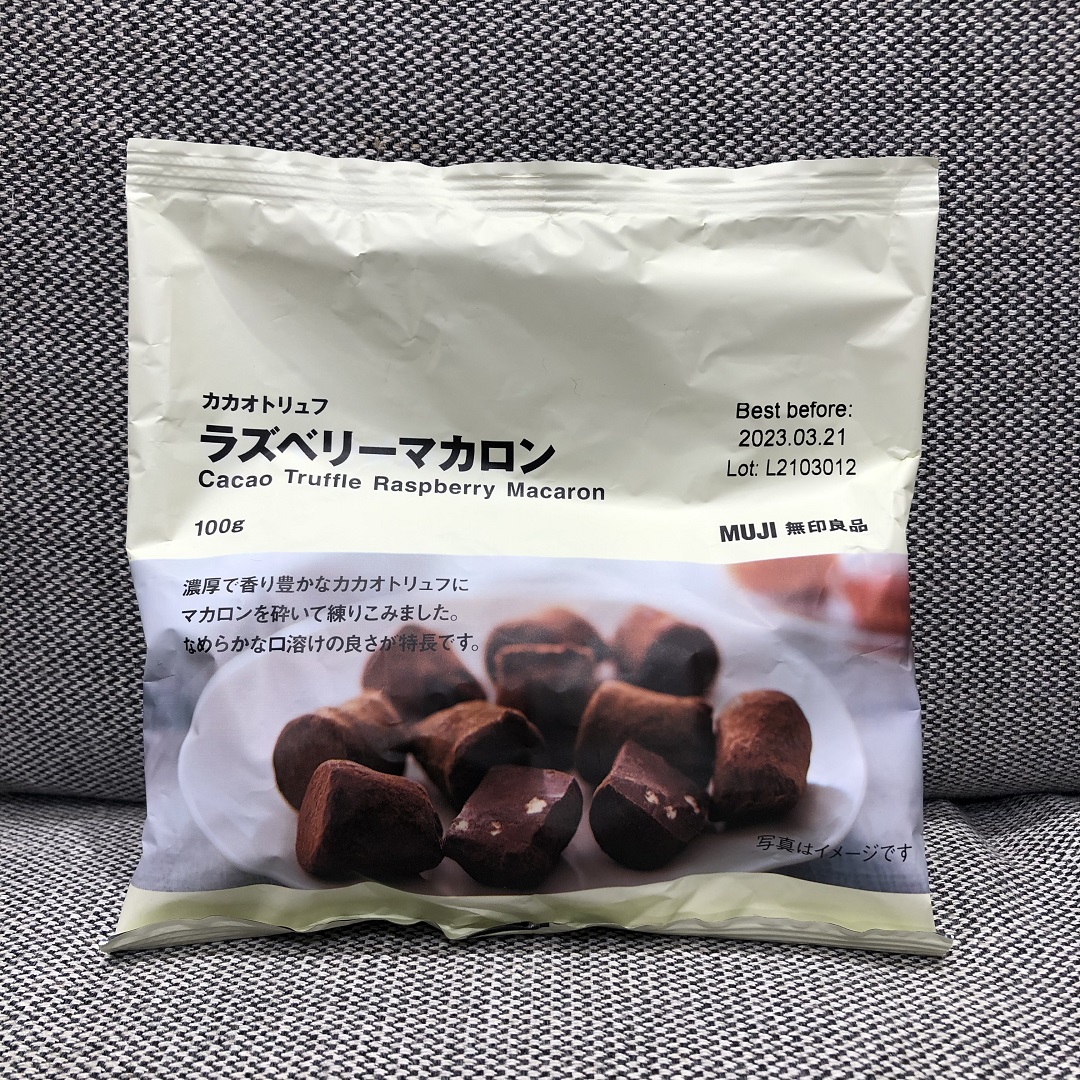 カカオトリュフ
ラズベリーマカロン
Cacao Truffle Raspberry Macaron
100g
Best before:
2023.03.21
Lot: L2103012
MUJI 無印良品
濃厚で香り豊かなカカオトリュフに
マカロンを砕いて練りこみました。
なめらかな口溶けの良さが特長です。
写真はイメージです